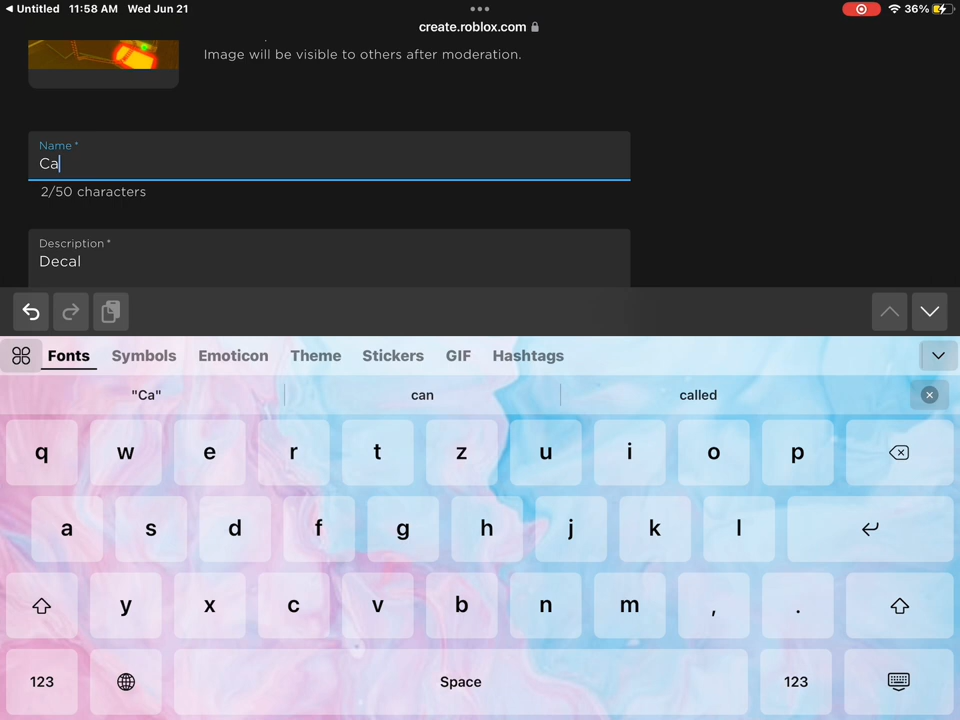 ◀ Untitled 11:58 AM Wed Jun 21 36%
create.roblox.com
Image will be visible to others after moderation.
Name *
Ca
2/50 characters
Description *
Decal
Fonts Symbols Emoticon Theme Stickers GIF Hashtags
"Ca" can called
q w e r t z u i o p
a s d f g h j k l
y x c v b n m , .
123 Space 123